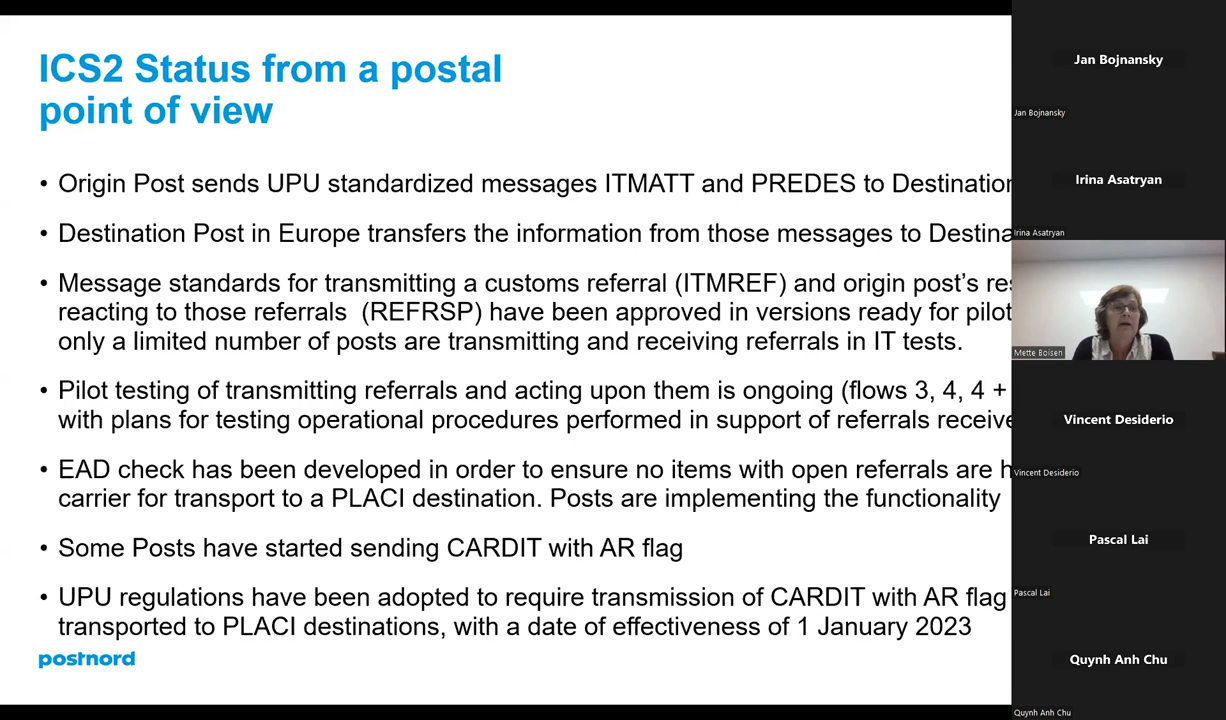 ICS2 Status from a postal
point of view
• Origin Post sends UPU standardized messages ITMATT and PREDES to Destination
• Destination Post in Europe transfers the information from those messages to
• Message standards for transmitting a customs referral (ITMREF) and origin post’s
reacting to those referrals (REFRSP) have been approved in versions ready for pilot
only a limited number of posts are transmitting and receiving referrals in IT tests.
• Pilot testing of transmitting referrals and acting upon them is ongoing (flows 3, 4, 4 +
with plans for testing operational procedures performed in support of referrals
• EAD check has been developed in order to ensure no items with open referrals are
carrier for transport to a PLACI destination. Posts are implementing the functionality
• Some Posts have started sending CARDIT with AR flag
• UPU regulations have been adopted to require transmission of CARDIT with AR flag
transported to PLACI destinations, with a date of effectiveness of 1 January 2023
postnord
Jan Bojnansky
Jan Bojnansky
Irina Asatryan
Irina Asatryan
Mette Boisen
Vincent Desiderio
Vincent Desiderio
Pascal Lai
Pascal Lai
Quynh Anh Chu
Quynh Anh Chu